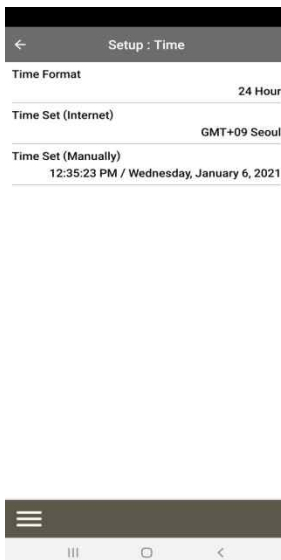 Setup : Time
Time Format
24 Hour
Time Set (Internet)
GMT+09 Seoul
Time Set (Manually)
12:35:23 PM / Wednesday, January 6, 2021